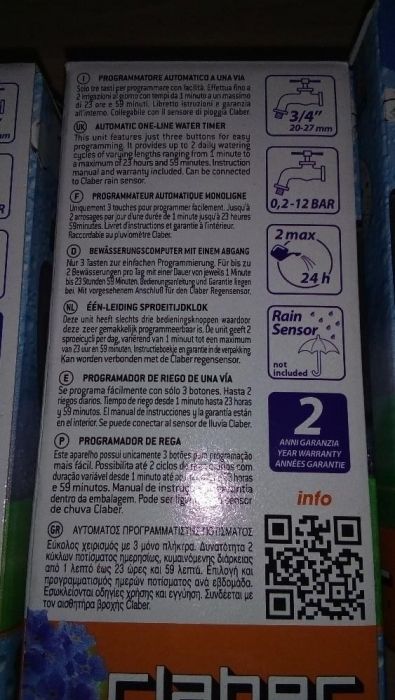 I PROGRAMMATORE AUTOMATICO A UNA VIA
Solo tre tasti per programmare con facilità. Effettua fino a
2 irrigazioni al giorno con tempi da 1 minuto a un massimo
di 23 ore e 59 minuti. Libretto istruzioni e garanzia
all'interno. Collegabile con il sensore di pioggia Claber.
UK AUTOMATIC ONE-LINE WATER TIMER
This unit features just three buttons for easy
programming. It provides up to 2 daily watering
cycles of varying lengths ranging from 1 minute to
a maximum of 23 hours and 59 minutes. Instruction
manual and warranty included. Can be connected
to Claber rain sensor.
F PROGRAMMATEUR AUTOMATIQUE MONOLIGNE
Uniquement 3 touches pour programmer facilement. Jusqu'à
2 arrosages par jour d'une durée de 1 minute jusqu'à 23 heures
59minutes. Livret d'instructions et garantie à l'intérieur.
Raccordable au pluviomètre Claber.
D BEWÄSSERUNGSCOMPUTER MIT EINEM ABGANG
Nur 3 Tasten zur einfachen Programmierung. Für bis zu
2 Bewässerungen pro Tag mit einer Dauer von jeweils 1 Minute
bis 23 Stunden 59 Minuten. Bedienungsanleitung und Garantie liegen
bei. Mit vorgesehenem Anschluß für den Claber Regensensor.
NL ÉÉN-LEIDING SPROEITIJDKLOK
Deze unit heeft slechts drie bedieningsknoppen waardoor
deze zeer gemakkelijk programmeerbaar is. De unit geeft 2
sproeicycli per dag, variërend van 1 minuut tot een maximum
van 23 uur en 59 minuten. Instructieboekje en garantie in de verpakking
Kan worden verbonden met de Claber regensensor.
E PROGRAMADOR DE RIEGO DE UNA VÍA
Se programa fácilmente con sólo 3 botones. Hasta 2
riegos diarios. Tiempo de riego desde 1 minuto hasta 23 horas
y 59 minutos. El manual de instrucciones y la garantía están
en el interior. Se puede conectar al sensor de lluvia Claber.
P PROGRAMADOR DE REGA
Este aparelho possui unicamente 3 botões programação
mais fácil. Possibilita até 2 ciclos de com
duração variável desde 1 minuto até horas
e 59 minutos. Manual de
dentro da embalagem. Pode ser
de chuva Claber.
GR ΑΥΤΟΜΑΤΟΣ ΠΡΟΓΡΑΜΜΑΤΙΣΤΗΣ ΠΟΤΙΣΜΑΤΟΣ
Εύκολος χειρισμός με 3 μόνο πλήκτρα. Δυνατότητα 2
κύκλων ποτίσματος ημερησίως, κυμαινόμενης διάρκειας
από 1 λεπτό έως 23 ώρες και 59 λεπτά. Επιλογή και
προγραμματισμός ημερών ποτίσματος ανά εβδομάδα.
Εσωκλείονται οδηγίες χρήσης και εγγύηση. Συνδέεται με
τον αισθητήρα βροχής Claber.
3/4"
20-27 mm
0,2-12 BAR
2 max
24 h
Rain
Sensor
not
included
2
ANNI GARANZIA
YEAR WARRANTY
ANNÉES GARANTIE
info
claber